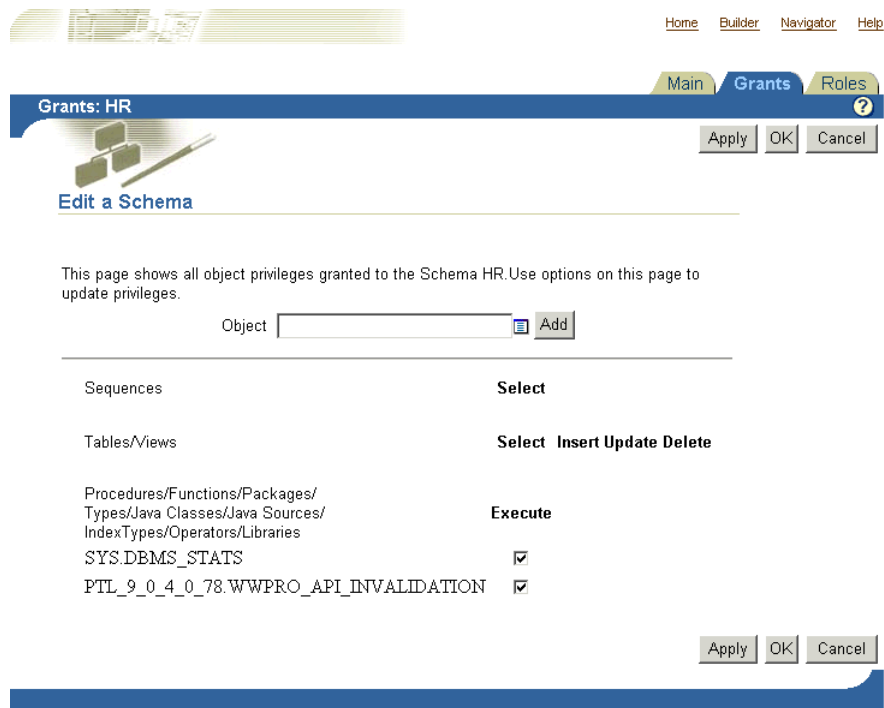 Home Builder Navigator Help
Main Grants Roles
Grants: HR ?
Apply OK Cancel
Edit a Schema
This page shows all object privileges granted to the Schema HR.Use options on this page to
update privileges.
Object Add
Sequences Select
Tables/Views Select Insert Update Delete
Procedures/Functions/Packages/
Types/Java Classes/Java Sources/ Execute
IndexTypes/Operators/Libraries
SYS.DBMS_STATS
PTL_9_0_4_0_78.WWPRO_API_INVALIDATION
Apply OK Cancel